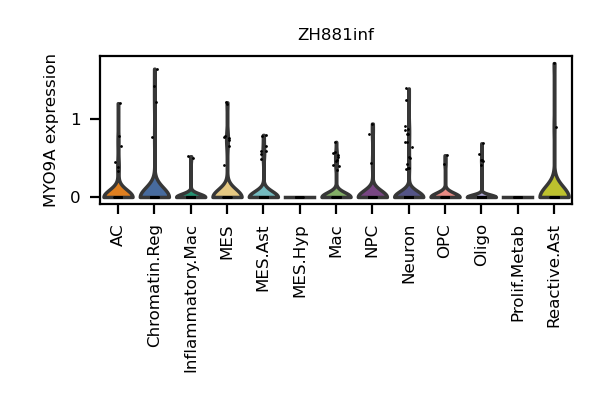 ZH881inf
MYO9A expression
1
0
AC
Chromatin.Reg
Inflammatory.Mac
MES
MES.Ast
MES.Hyp
Mac
NPC
Neuron
OPC
Oligo
Prolif.Metab
Reactive.Ast